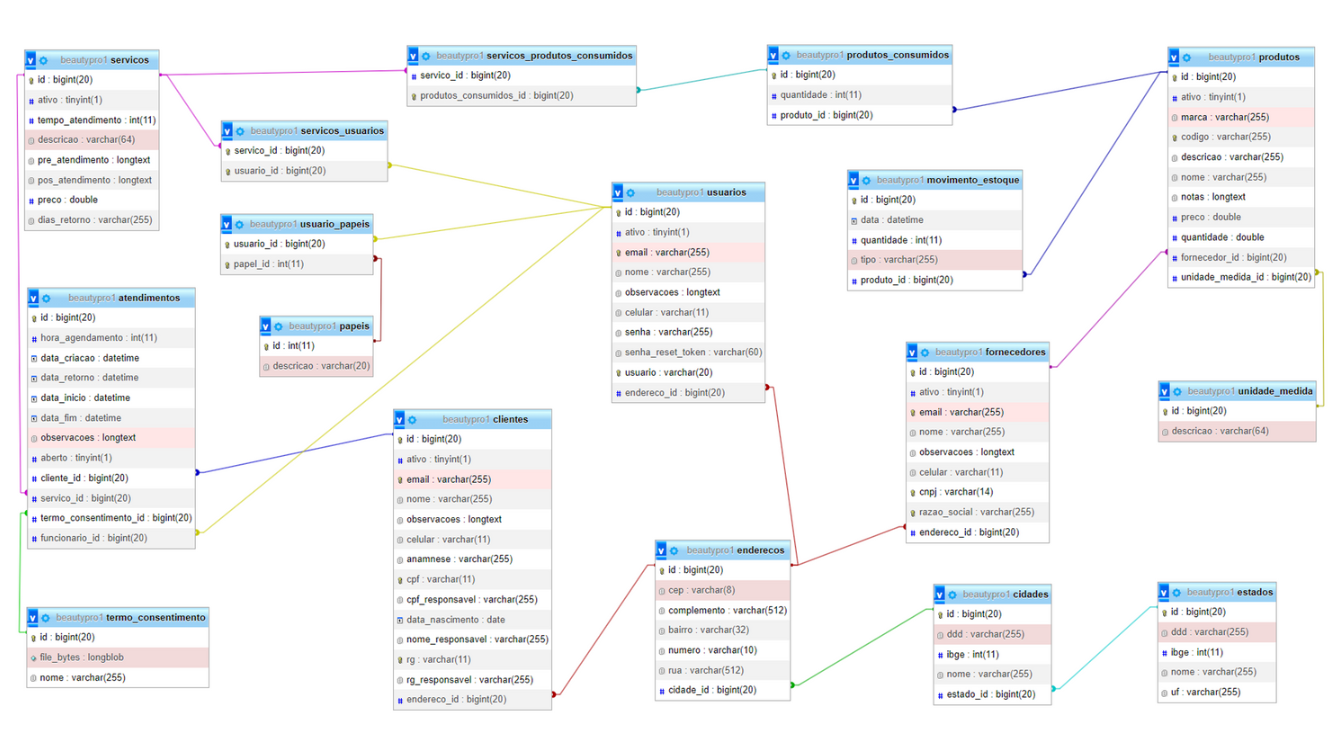 beautypro1 servicos
id : bigint(20)
ativo : tinyint(1)
tempo_atendimento : int(11)
descricao : varchar(64)
pre_atendimento : longtext
pos_atendimento : longtext
preco : double
dias_retorno : varchar(255)
beautypro1 servicos_produtos_consumidos
servico_id : bigint(20)
produtos_consumidos_id : bigint(20)
beautypro1 produtos_consumidos
id : bigint(20)
quantidade : int(11)
produto_id : bigint(20)
beautypro1 produtos
id : bigint(20)
ativo : tinyint(1)
marca : varchar(255)
codigo : varchar(255)
descricao : varchar(255)
nome : varchar(255)
notas : longtext
preco : double
quantidade : double
fornecedor_id : bigint(20)
unidade_medida_id : bigint(20)
beautypro1 servicos_usuarios
servico_id : bigint(20)
usuario_id : bigint(20)
beautypro1 usuario_papeis
usuario_id : bigint(20)
papel_id : int(11)
beautypro1 usuarios
id : bigint(20)
ativo : tinyint(1)
email : varchar(255)
nome : varchar(255)
observacoes : longtext
celular : varchar(11)
senha : varchar(255)
senha_reset_token : varchar(60)
usuario : varchar(20)
endereco_id : bigint(20)
beautypro1 movimento_estoque
id : bigint(20)
data : datetime
quantidade : int(11)
tipo : varchar(255)
produto_id : bigint(20)
beautypro1 atendimentos
id : bigint(20)
hora_agendamento : int(11)
data_criacao : datetime
data_retorno : datetime
data_inicio : datetime
data_fim : datetime
observacoes : longtext
aberto : tinyint(1)
cliente_id : bigint(20)
servico_id : bigint(20)
termo_consentimento_id : bigint(20)
funcionario_id : bigint(20)
beautypro1 papeis
id : int(11)
descricao : varchar(20)
beautypro1 clientes
id : bigint(20)
ativo : tinyint(1)
email : varchar(255)
nome : varchar(255)
observacoes : longtext
celular : varchar(11)
anamnese : varchar(255)
cpf : varchar(11)
cpf_responsavel : varchar(255)
data_nascimento : date
nome_responsavel : varchar(255)
rg : varchar(11)
rg_responsavel : varchar(255)
endereco_id : bigint(20)
beautypro1 fornecedores
id : bigint(20)
ativo : tinyint(1)
email : varchar(255)
nome : varchar(255)
observacoes : longtext
celular : varchar(11)
cnpj : varchar(14)
razao_social : varchar(255)
endereco_id : bigint(20)
beautypro1 unidade_medida
id : bigint(20)
descricao : varchar(64)
beautypro1 termo_consentimento
id : bigint(20)
file_bytes : longblob
nome : varchar(255)
beautypro1 enderecos
id : bigint(20)
cep : varchar(8)
complemento : varchar(512)
bairro : varchar(32)
numero : varchar(10)
rua : varchar(512)
cidade_id : bigint(20)
beautypro1 cidades
id : bigint(20)
ddd : varchar(255)
ibge : int(11)
nome : varchar(255)
estado_id : bigint(20)
beautypro1 estados
id : bigint(20)
ddd : varchar(255)
ibge : int(11)
nome : varchar(255)
uf : varchar(255)